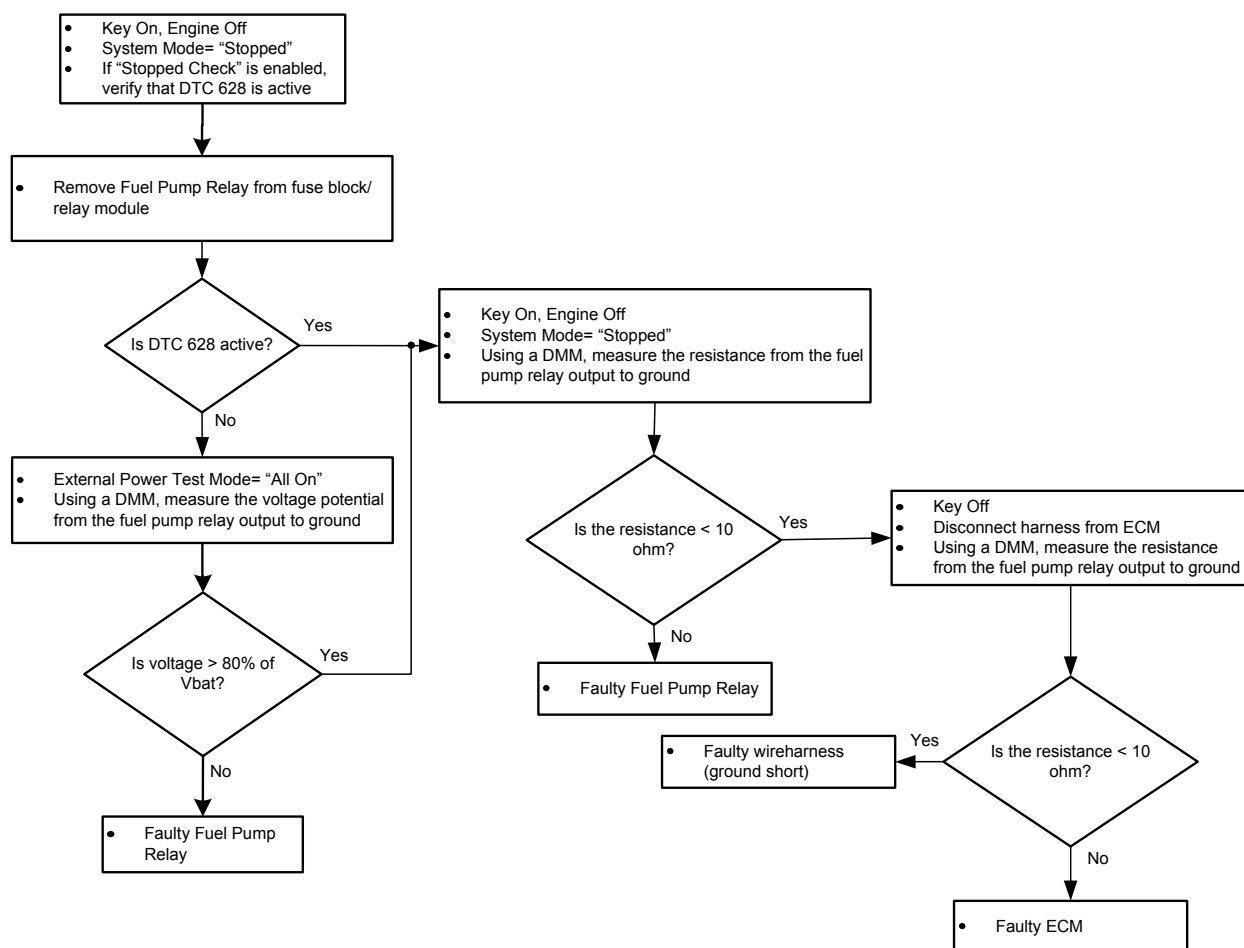 • Key On, Engine Off
• System Mode= “Stopped”
• If “Stopped Check” is enabled,
verify that DTC 628 is active
• Remove Fuel Pump Relay from fuse block/
relay module
Is DTC 628 active?
Yes
No
• External Power Test Mode= “All On”
• Using a DMM, measure the voltage potential
from the fuel pump relay output to ground
Is voltage > 80% of
Vbat?
Yes
No
• Faulty Fuel Pump
Relay
• Key On, Engine Off
• System Mode= “Stopped”
• Using a DMM, measure the resistance from the fuel
pump relay output to ground
Is the resistance < 10
ohm?
Yes
No
• Faulty Fuel Pump Relay
• Key Off
• Disconnect harness from ECM
• Using a DMM, measure the resistance
from the fuel pump relay output to ground
Is the resistance < 10
ohm?
Yes
• Faulty wireharness
(ground short)
No
• Faulty ECM